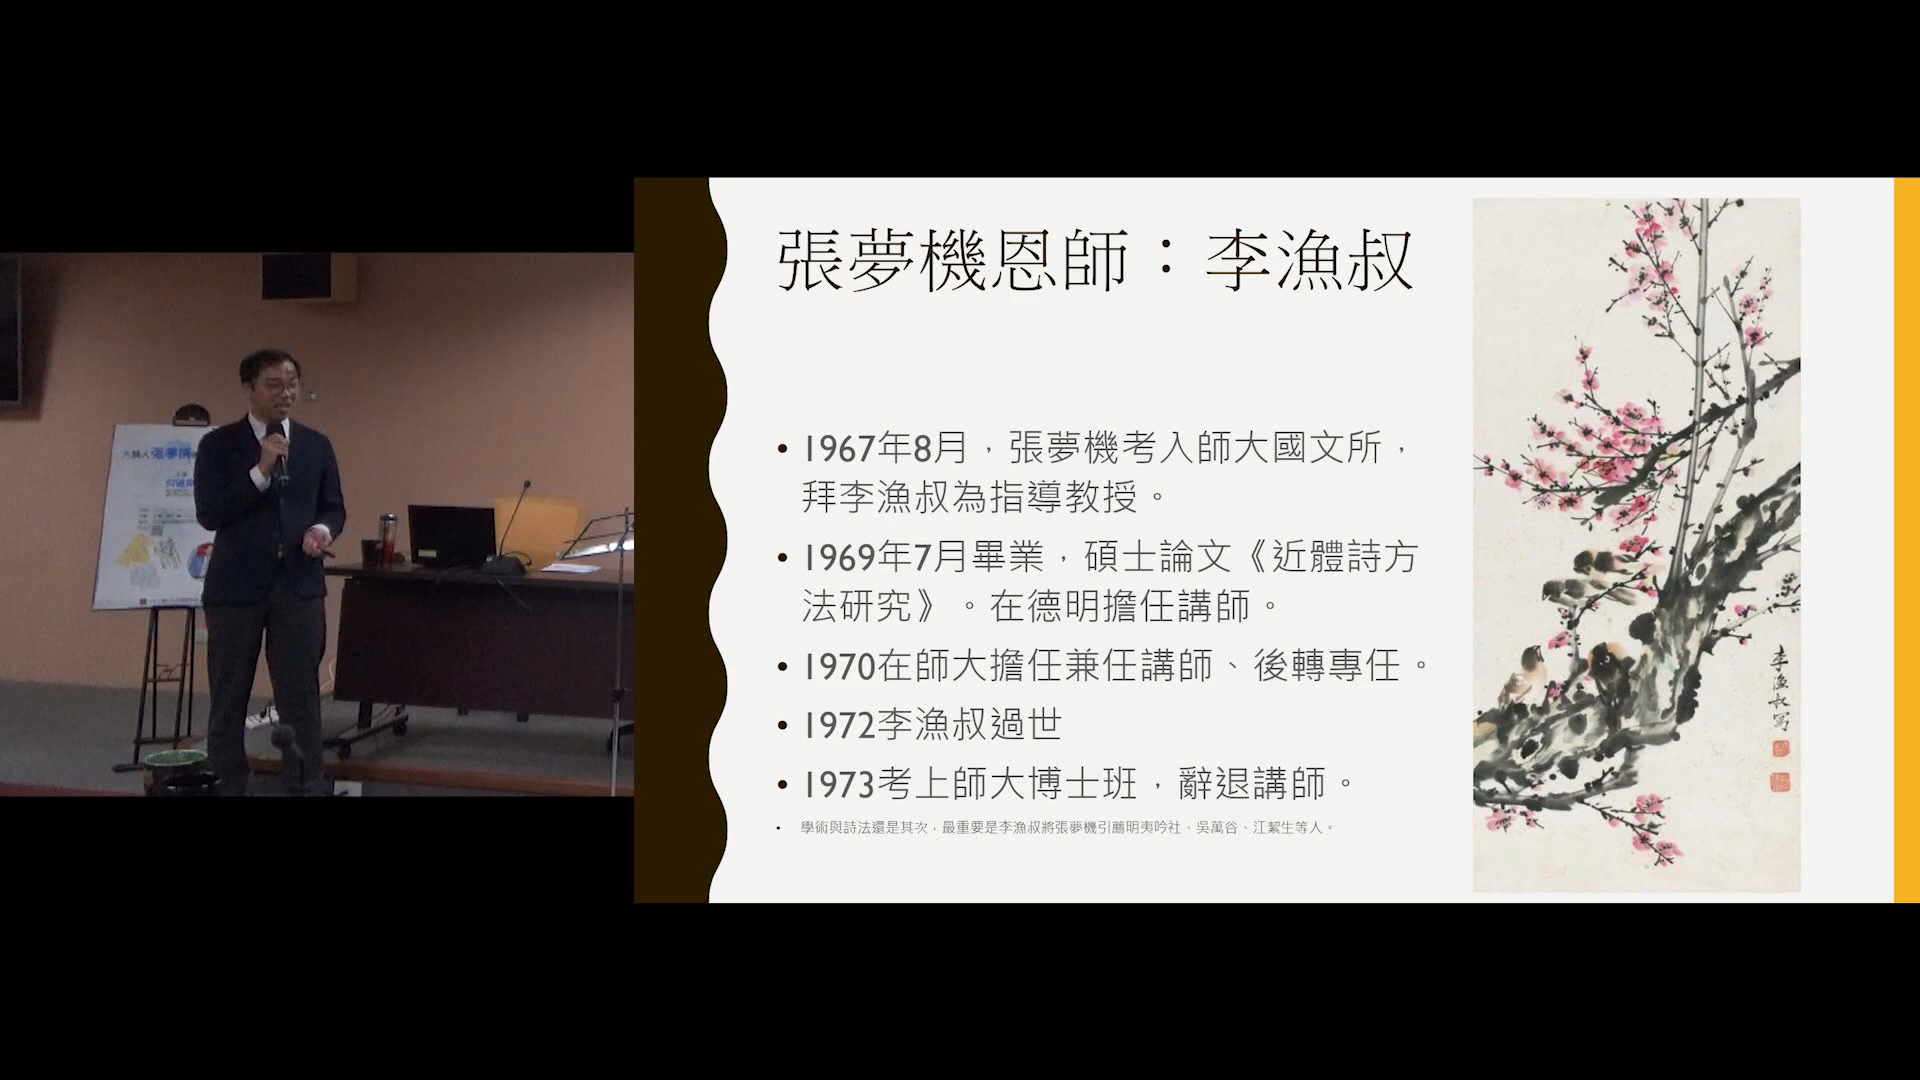 張夢機恩師：李漁叔
• 1967年8月，張夢機考入師大國文所，
拜李漁叔為指導教授。
• 1969年7月畢業，碩士論文《近體詩方
法研究》。在德明擔任講師。
• 1970在師大擔任兼任講師、後轉專任。
• 1972李漁叔過世
• 1973考上師大博士班，辭退講師。
• 學術與詩法還是其次，最重要是李漁叔將張夢機引薦明夷吟社、吳萬谷、江絜生等人。
李漁叔寫
張夢機